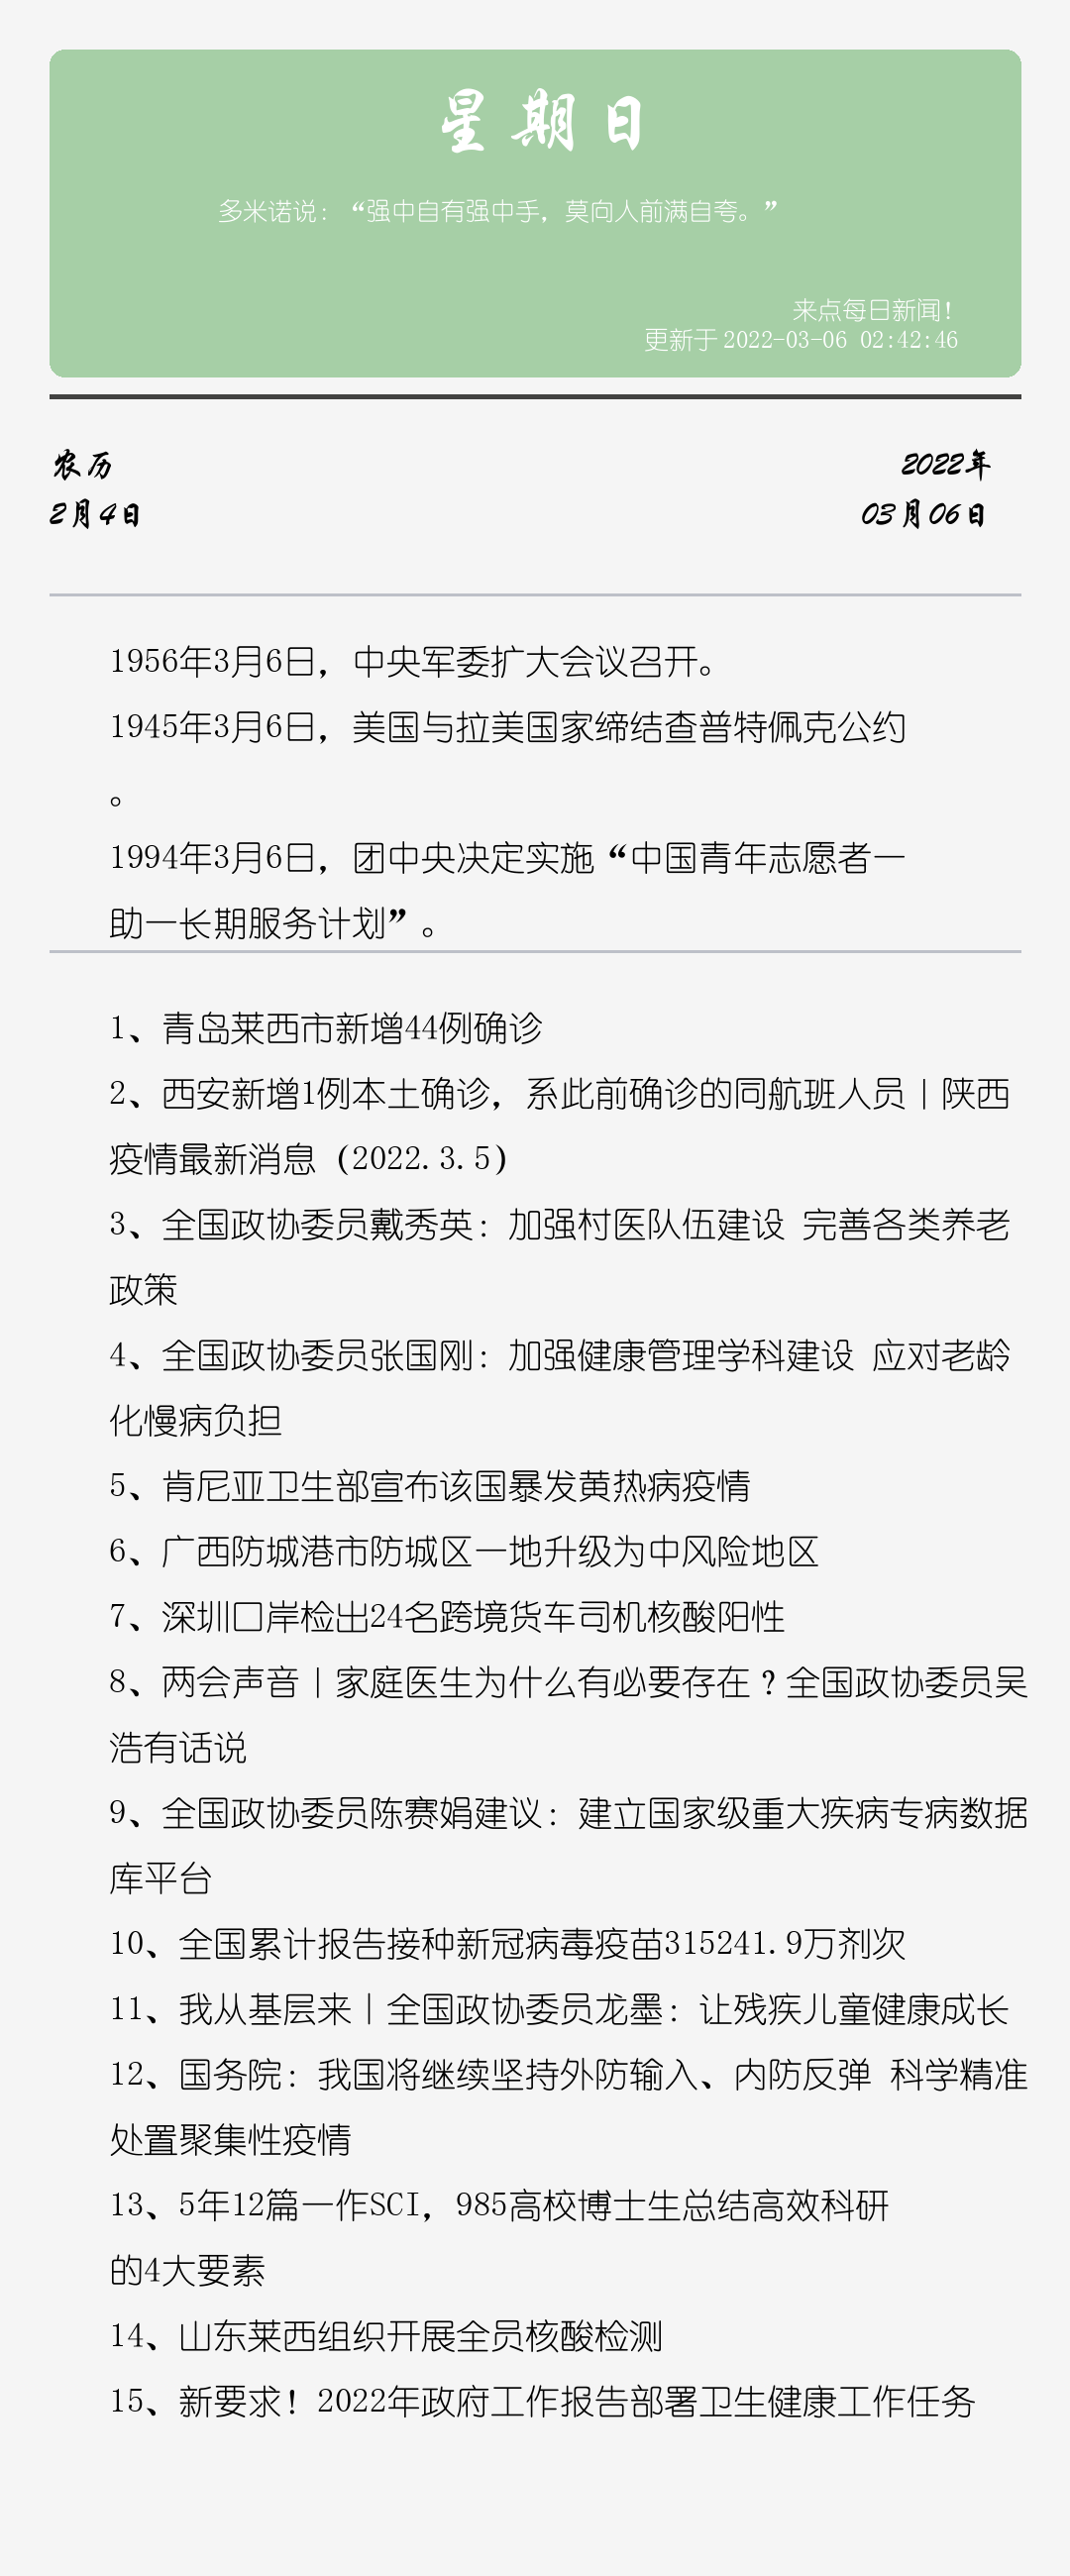 星期日
多米诺说：“强中自有强中手，莫向人前满自夸。”
来点每日新闻！
更新于 2022-03-06 02:42:46
农历
2022年
2月4日
03月06日
1956年3月6日，中央军委扩大会议召开。
1945年3月6日，美国与拉美国家缔结查普特佩克公约
。
1994年3月6日，团中央决定实施“中国青年志愿者一
助一长期服务计划”。
1、青岛莱西市新增44例确诊
2、西安新增1例本土确诊，系此前确诊的同航班人员丨陕西
疫情最新消息（2022.3.5）
3、全国政协委员戴秀英：加强村医队伍建设 完善各类养老
政策
4、全国政协委员张国刚：加强健康管理学科建设 应对老龄
化慢病负担
5、肯尼亚卫生部宣布该国暴发黄热病疫情
6、广西防城港市防城区一地升级为中风险地区
7、深圳口岸检出24名跨境货车司机核酸阳性
8、两会声音丨家庭医生为什么有必要存在？全国政协委员吴
浩有话说
9、全国政协委员陈赛娟建议：建立国家级重大疾病专病数据
库平台
10、全国累计报告接种新冠病毒疫苗315241.9万剂次
11、我从基层来丨全国政协委员龙墨：让残疾儿童健康成长
12、国务院：我国将继续坚持外防输入、内防反弹 科学精准
处置聚集性疫情
13、5年12篇一作SCI，985高校博士生总结高效科研
的4大要素
14、山东莱西组织开展全员核酸检测
15、新要求！2022年政府工作报告部署卫生健康工作任务